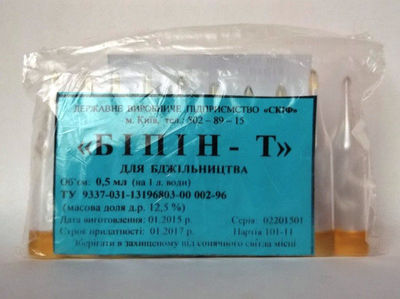 ДЕРЖАВНЕ ВИРОБНИЧЕ ПІДПРИЄМСТВО «СКІФ»
м. Київ, тел.: 502 – 89 – 15
«БІПІН - Т»
ДЛЯ БДЖІЛЬНИЦТВА
Об'єм: 0,5 мл (на 1 л. води)
ТУ 9337-031-13196803-00 002-96
(масова доля д.р. 12,5 %)
Дата виготовлення: 01.2015 р. Серія 02201501
Строк придатності: 01.2017 р. Партія 101-11
Зберігати в захищеному від сонячного світла місці